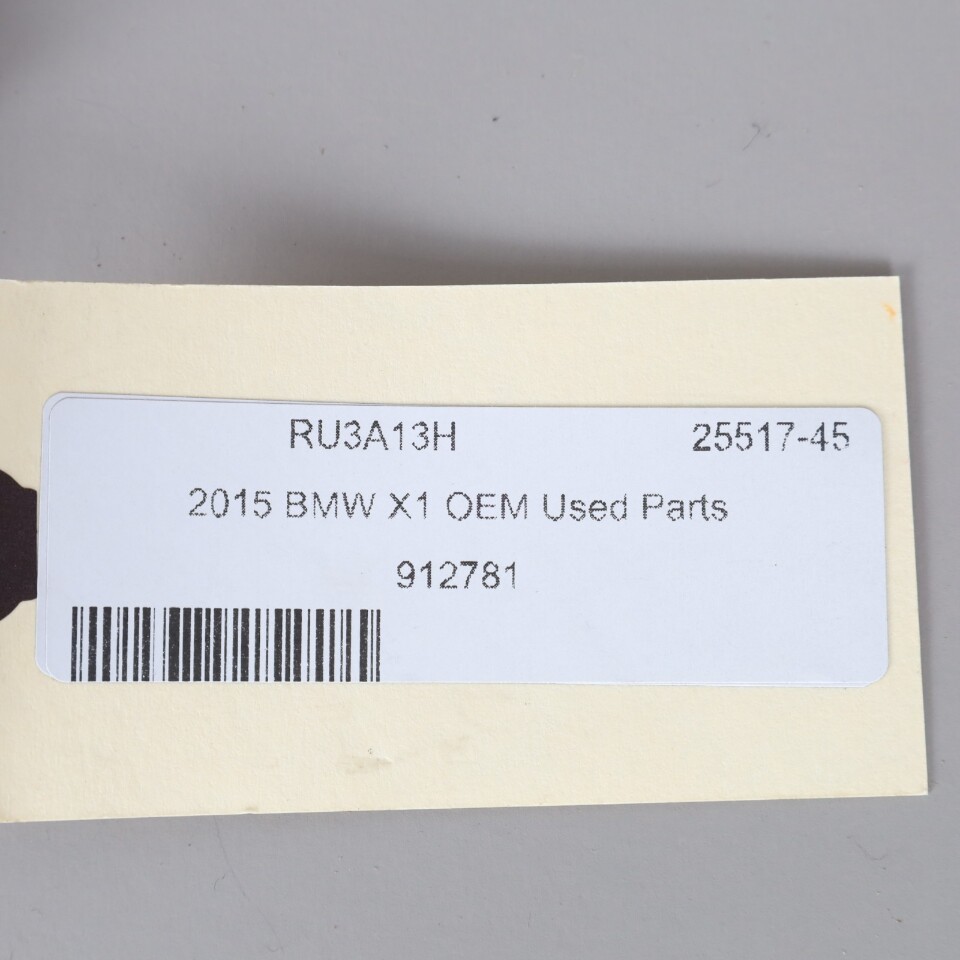 RU3A13H 25517-45
2015 BMW X1 OEM Used Parts
912781